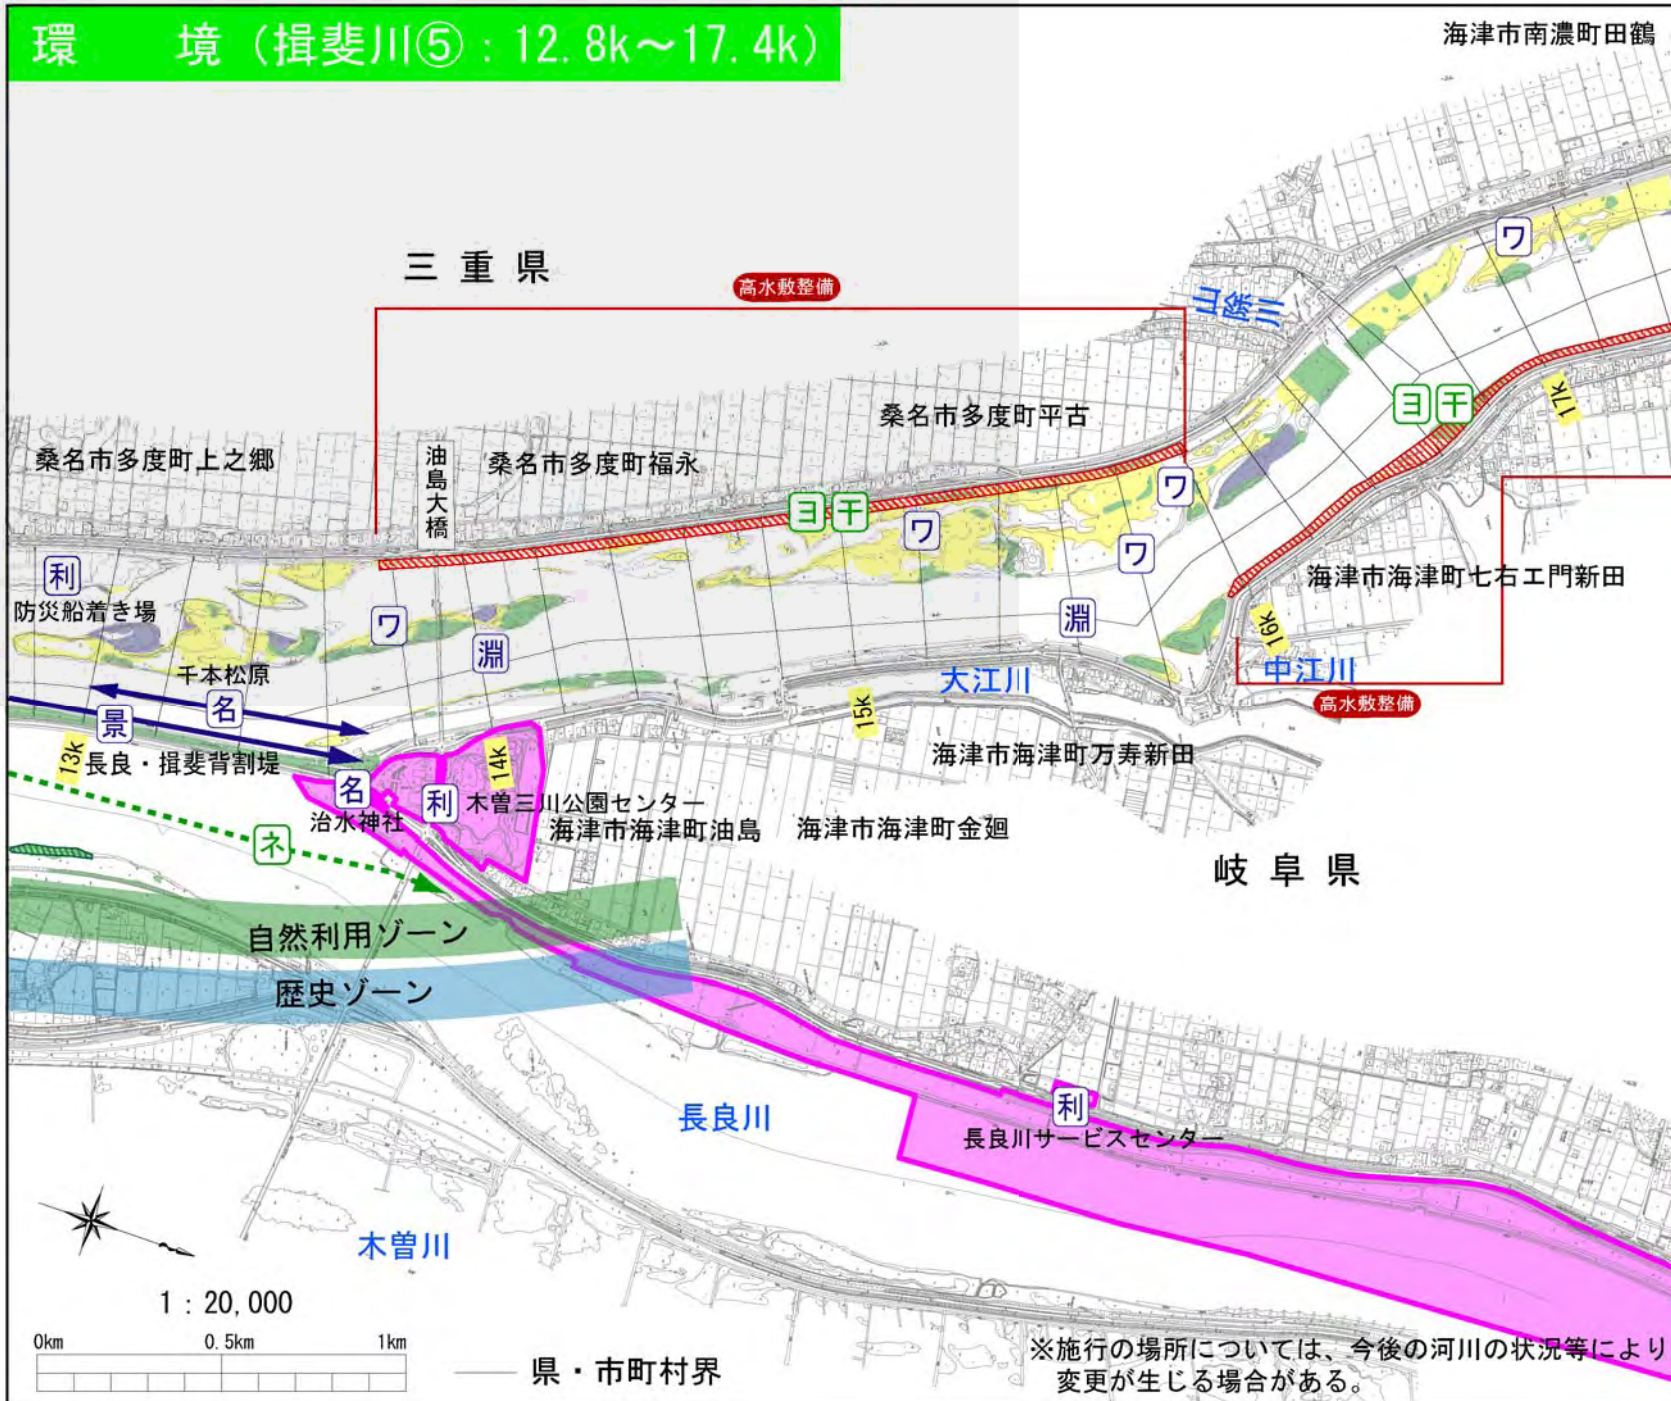 環　　境（揖斐川⑤：12.8k～17.4k）
海津市南濃町田鶴
三重県
高水敷整備
山除川
ワ
ヨ 干
17k
桑名市多度町平古
桑名市多度町上之郷
油島大橋
桑名市多度町福永
ヨ 干
ワ
ワ
ワ
利
防災船着き場
ワ
淵
淵
海津市海津町七右エ門新田
16k
中江川
高水敷整備
千本松原
名
景
大江川
15k
13k
長良・揖斐背割堤
14k
海津市海津町万寿新田
名
利
木曽三川公園センター
治水神社
海津市海津町油島
海津市海津町金廻
ネ
岐阜県
自然利用ゾーン
歴史ゾーン
長良川
利
長良川サービスセンター
木曽川
1：20,000
0km 0.5km 1km
県・市町村界
※施行の場所については、今後の河川の状況等により
変更が生じる場合がある。